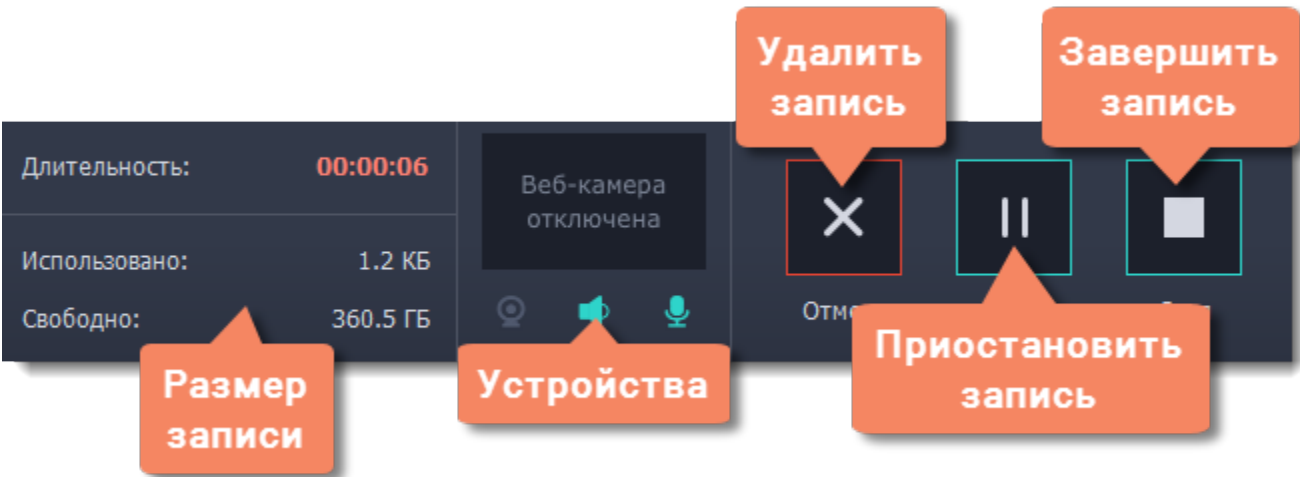 Удалить
запись
Завершить
запись
Длительность: 00:00:06
Веб-камера
отключена
Использовано: 1.2 КБ
Свободно: 360.5 ГБ
Приостановить
запись
Размер
записи
Устройства